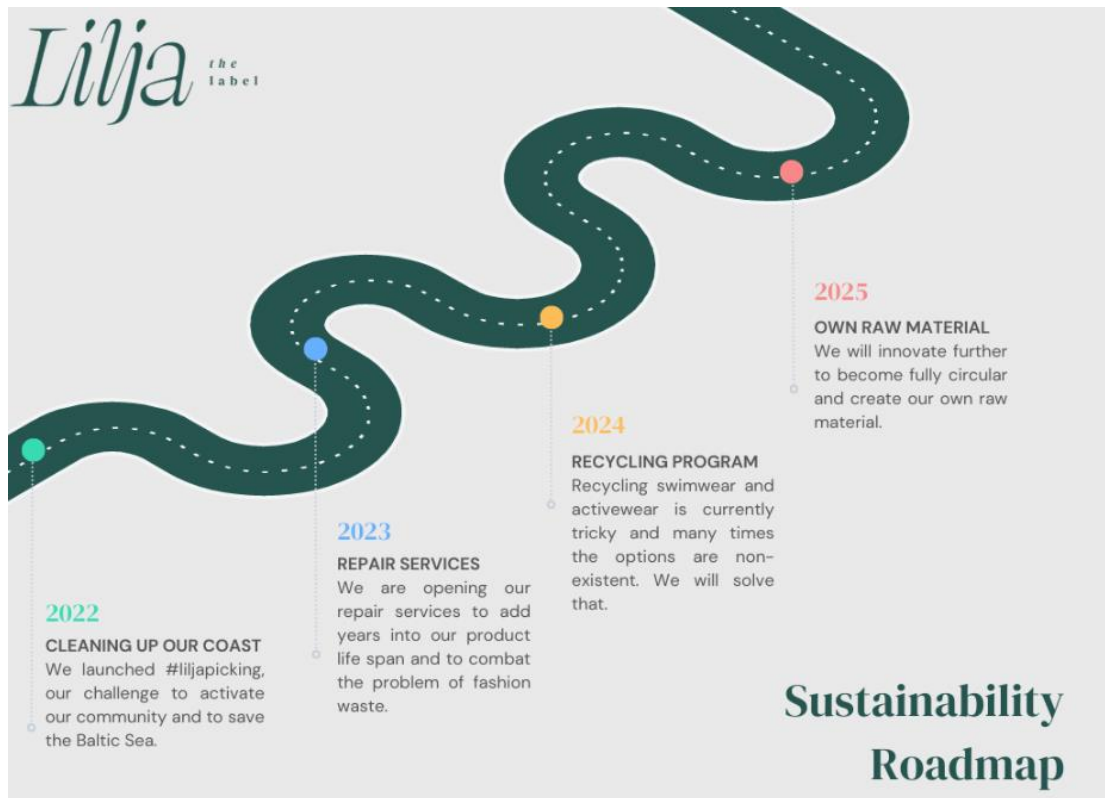 Lilja
the
label
2025
OWN RAW MATERIAL
We will innovate further
to become fully circular
and create our own raw
material.
2024
RECYCLING PROGRAM
Recycling swimwear and
activewear is currently
tricky and many times
the options are non-
existent. We will solve
that.
2023
REPAIR SERVICES
We are opening our
repair services to add
years into our product
life span and to combat
the problem of fashion
waste.
2022
CLEANING UP OUR COAST
We launched #liljapicking,
our challenge to activate
our community and to save
the Baltic Sea.
Sustainability
Roadmap